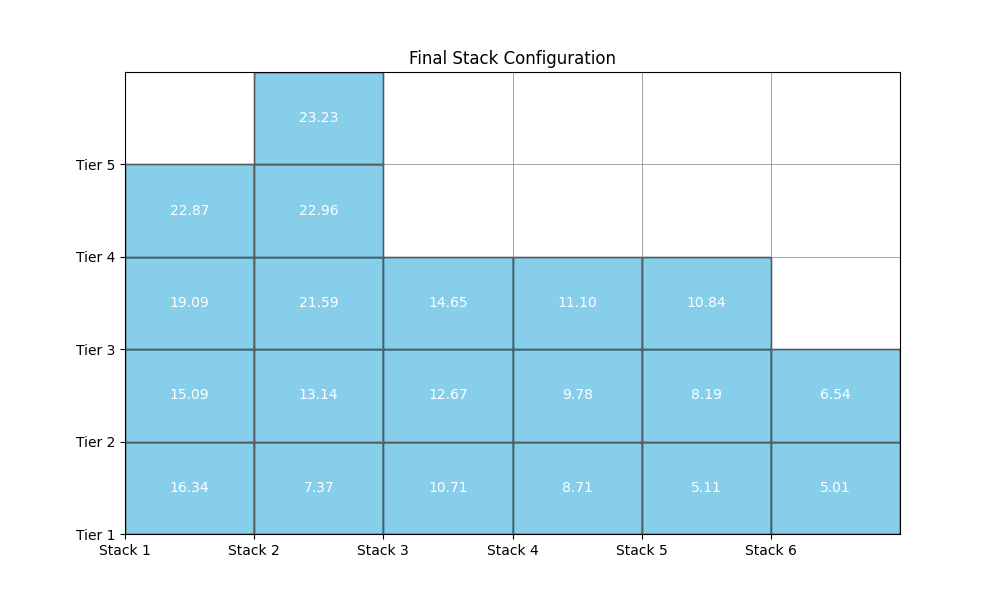 Final Stack Configuration
23.23
Tier 5
22.87 22.96
Tier 4
19.09 21.59 14.65 11.10 10.84
Tier 3
15.09 13.14 12.67 9.78 8.19 6.54
Tier 2
16.34 7.37 10.71 8.71 5.11 5.01
Tier 1
Stack 1 Stack 2 Stack 3 Stack 4 Stack 5 Stack 6